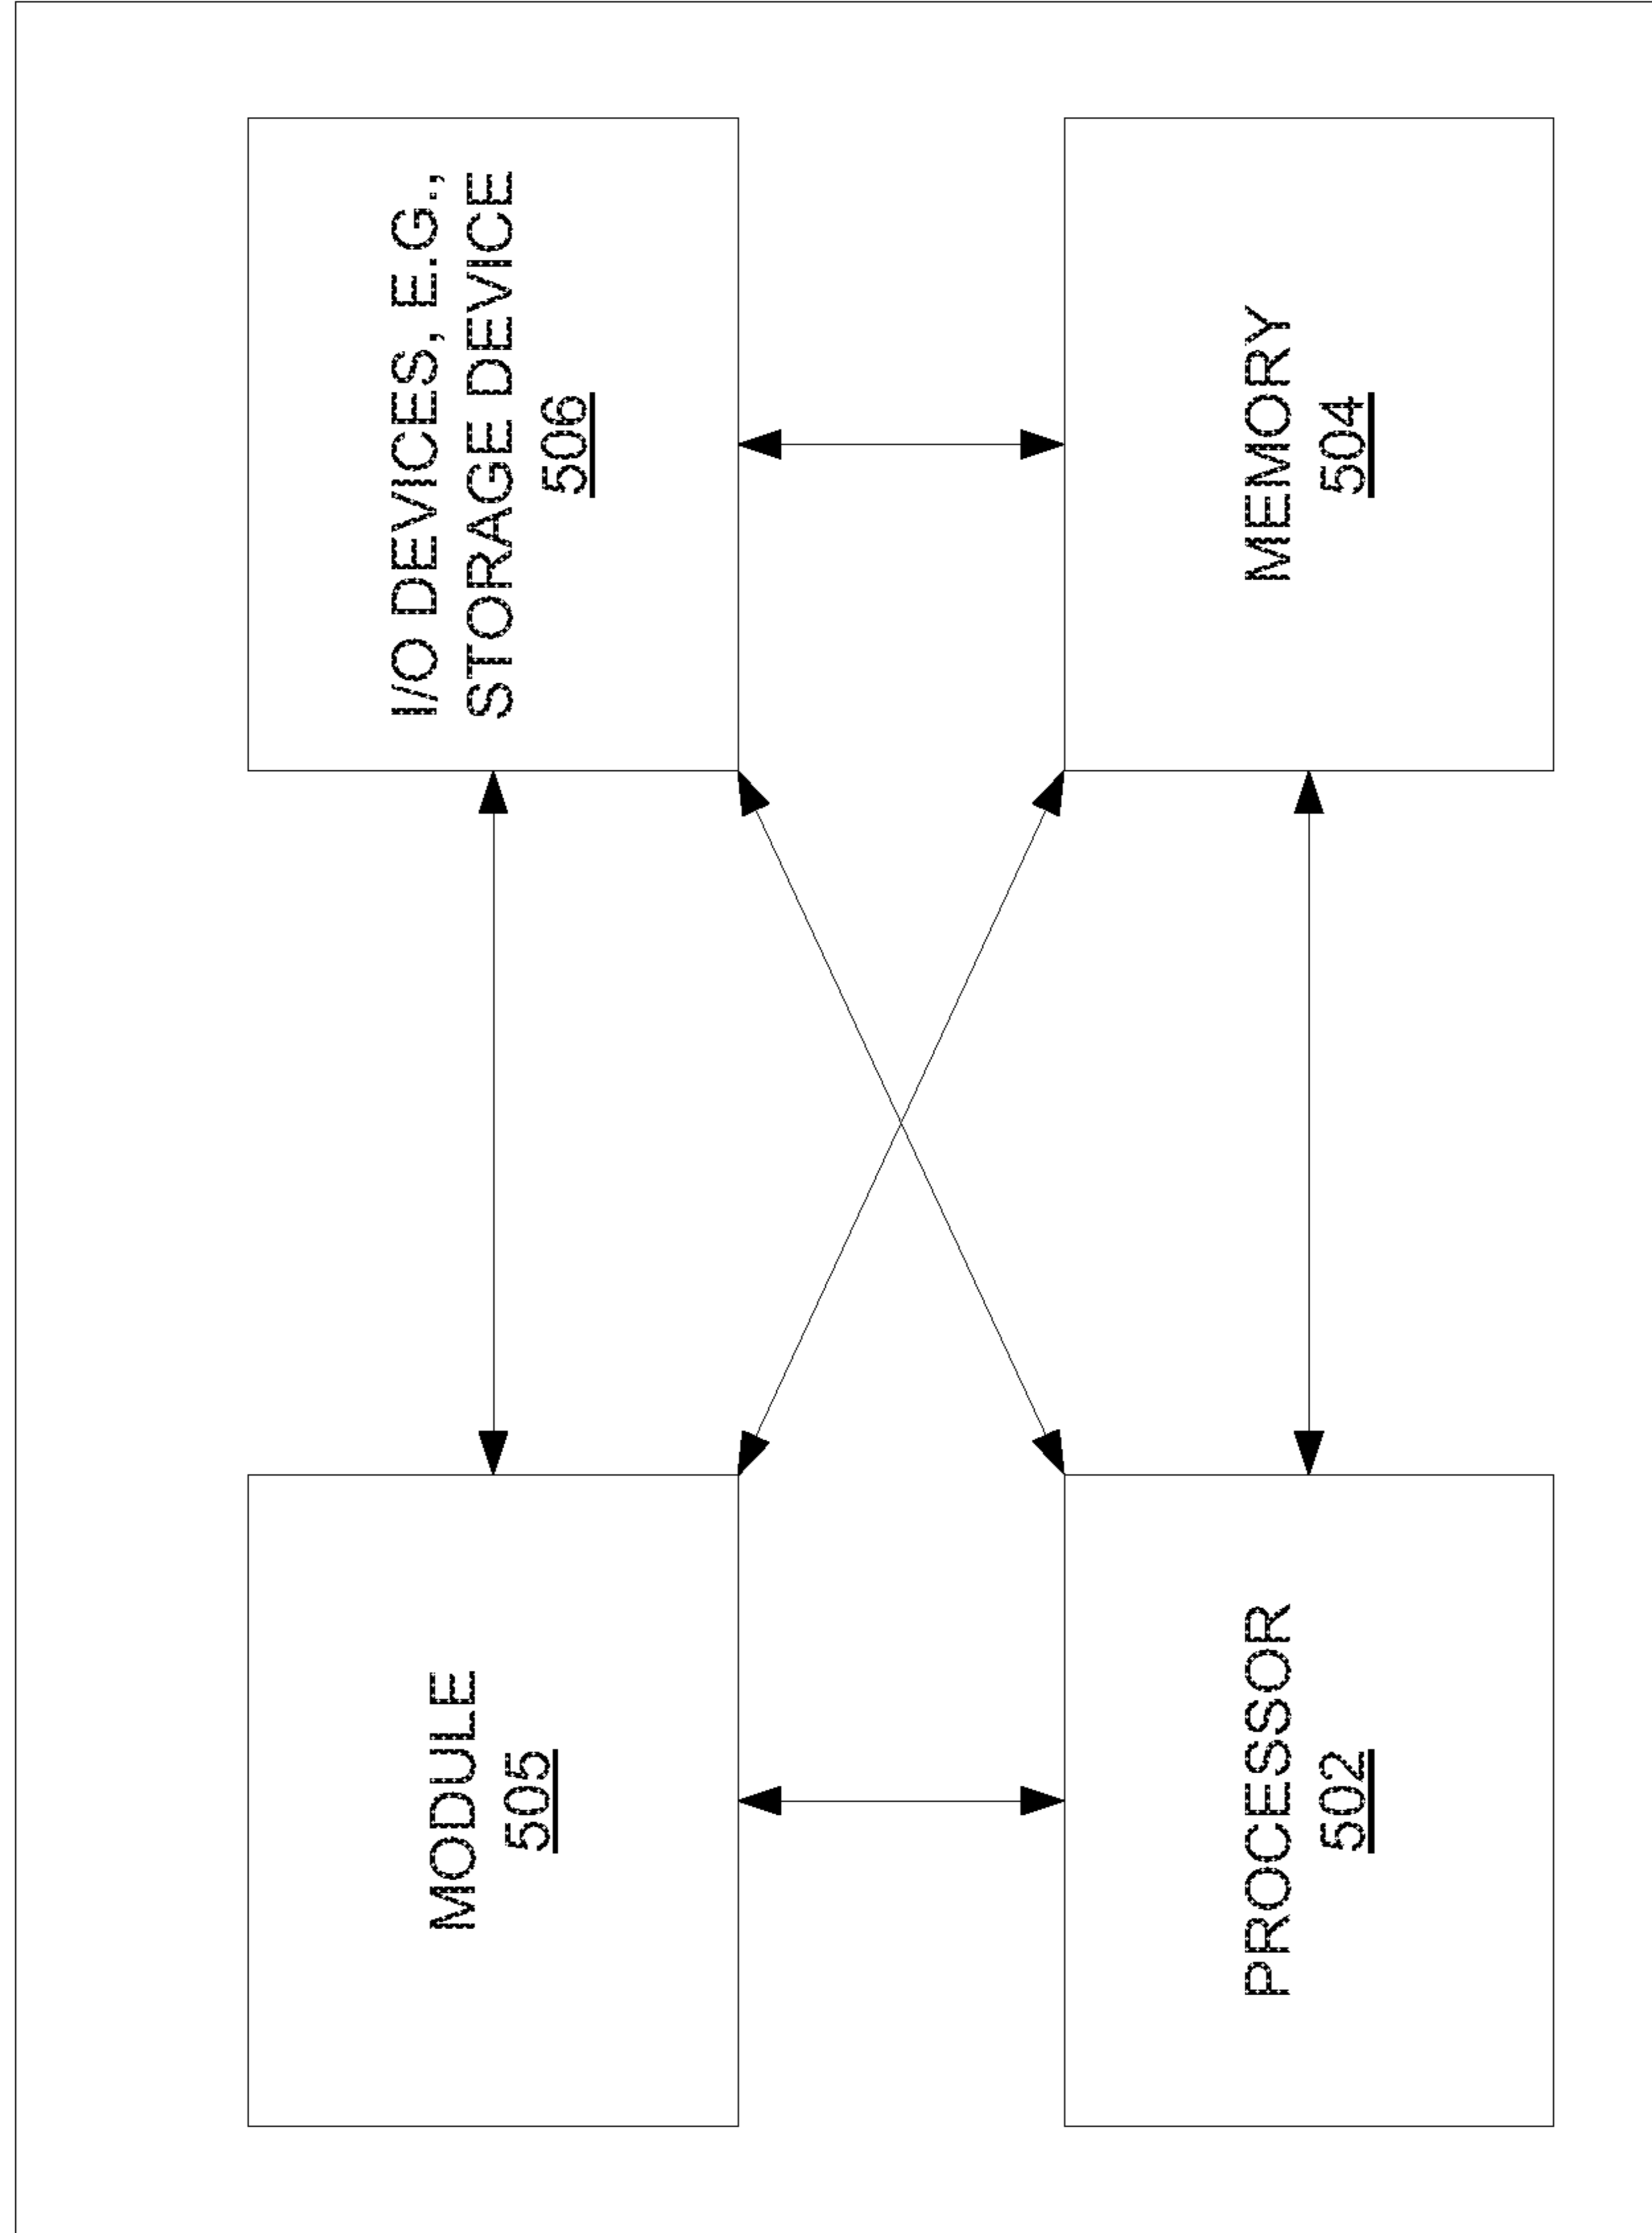 MODULE
505
I/O DEVICES, E.G.,
STORAGE DEVICE
506
PROCESSOR
502
MEMORY
504